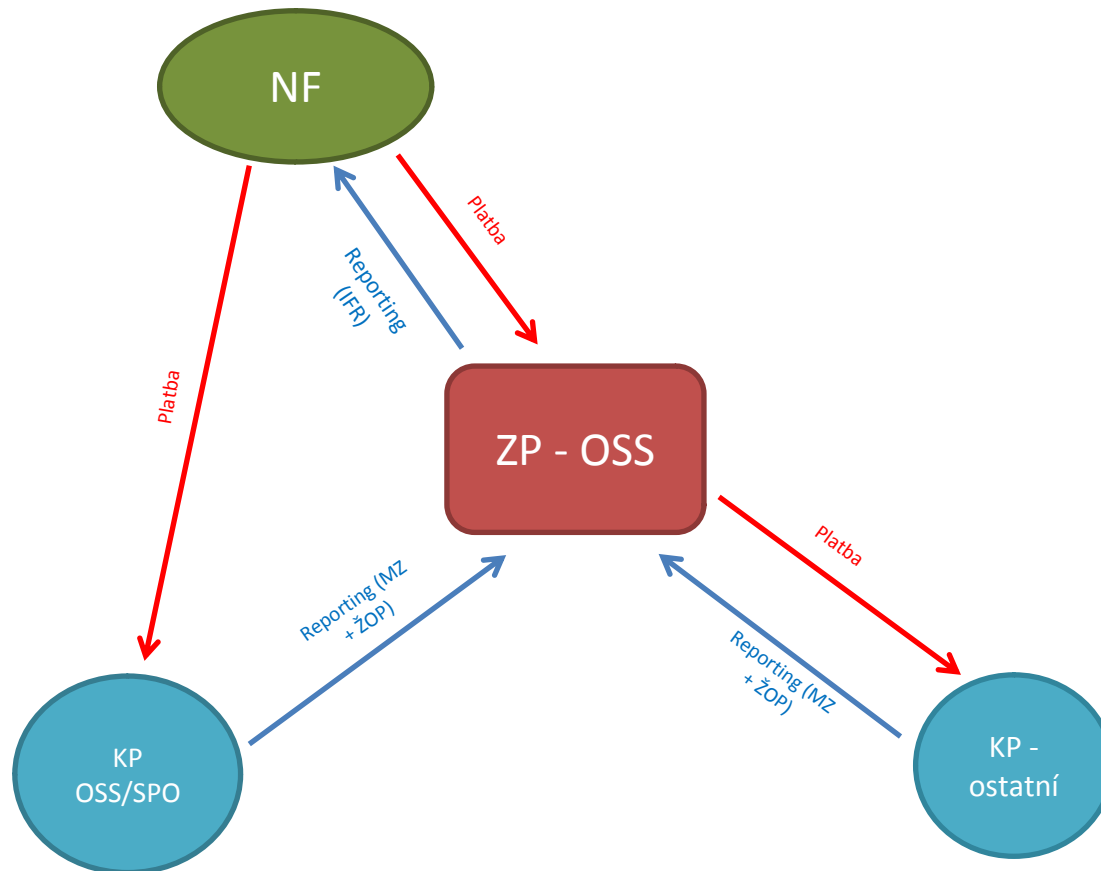 NF
Platba
Reporting
(IFR)
Platba
ZP - OSS
Platba
Reporting (MZ
+ ŽOP)
Reporting (MZ
+ ŽOP)
KP
OSS/SPO
KP -
ostatní